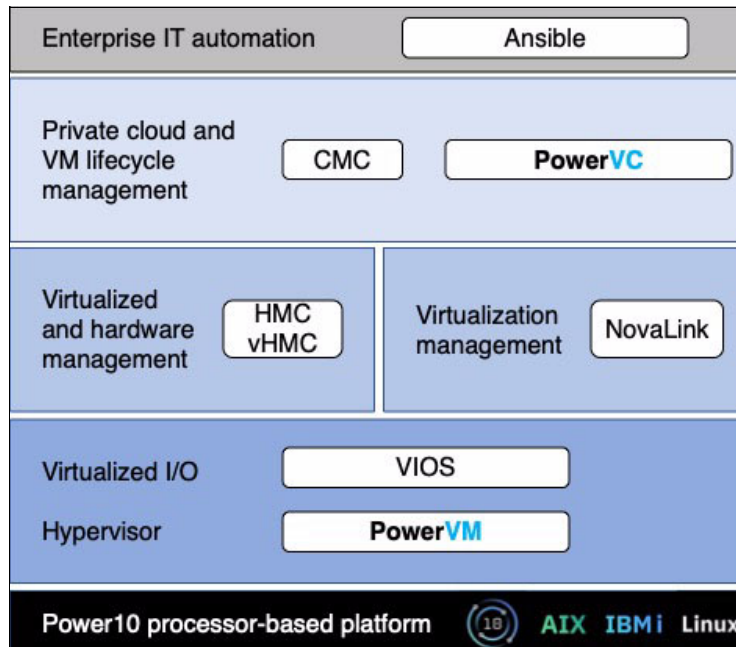 Enterprise IT automation
Ansible
Private cloud and
VM lifecycle
management
CMC
PowerVC
Virtualized
and hardware
management
HMC
vHMC
Virtualization
management
NovaLink
Virtualized I/O
VIOS
Hypervisor
PowerVM
Power10 processor-based platform
10
AIX
IBM i
Linux